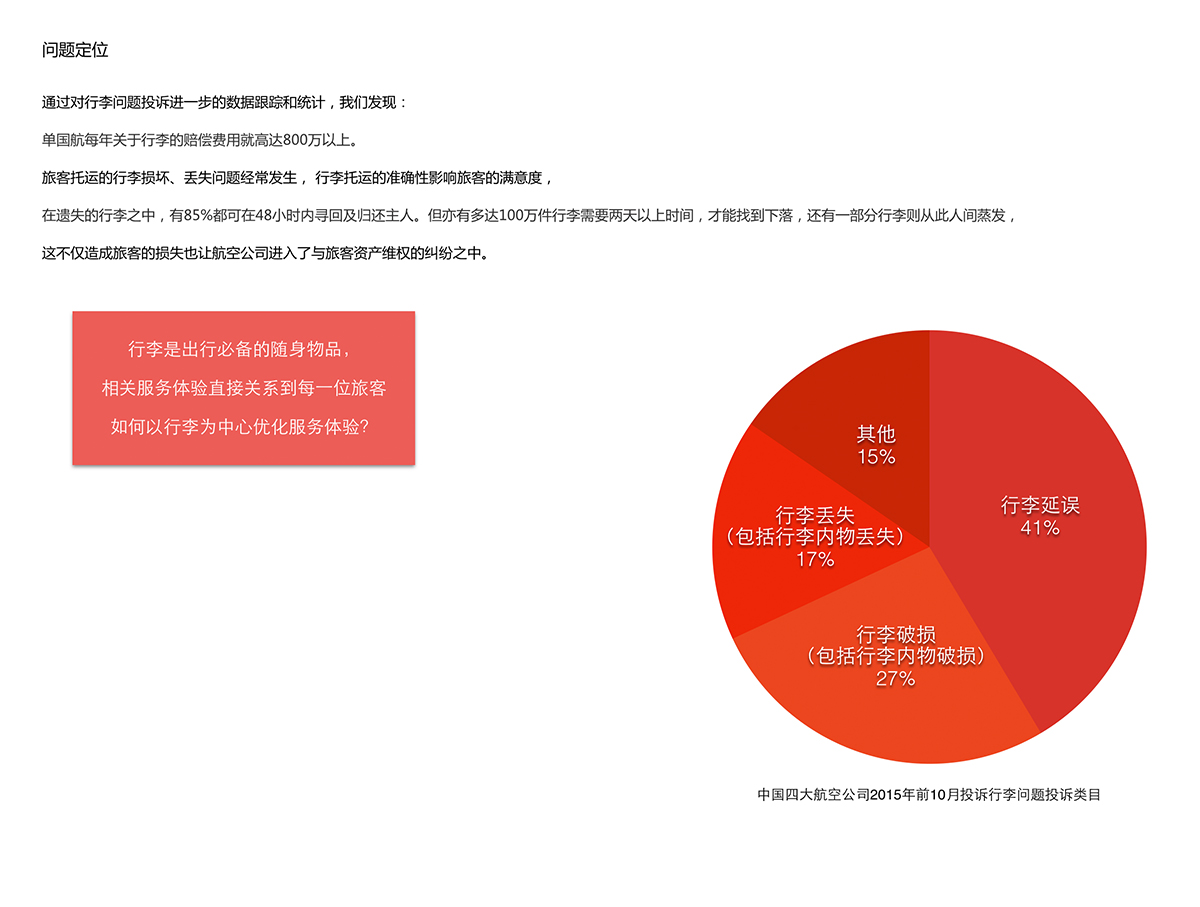 问题定位
通过对行李问题投诉进一步的数据跟踪和统计，我们发现：
单国航每年关于行李的赔偿费用就高达800万以上。
旅客托运的行李损坏、丢失问题经常发生， 行李托运的准确性影响旅客的满意度，
在遗失的行李之中，有85%都可在48小时内寻回及归还主人。但亦有多达100万件行李需要两天以上时间，才能找到下落，还有一部分行李则从此人间蒸发，
这不仅造成旅客的损失也让航空公司进入了与旅客资产维权的纠纷之中。
行李是出行必备的随身物品，
相关服务体验直接关系到每一位旅客
如何以行李为中心优化服务体验？
其他
15%
行李延误
41%
行李丢失
（包括行李内物丢失）
17%
行李破损
（包括行李内物破损）
27%
中国四大航空公司2015年前10月投诉行李问题投诉类目